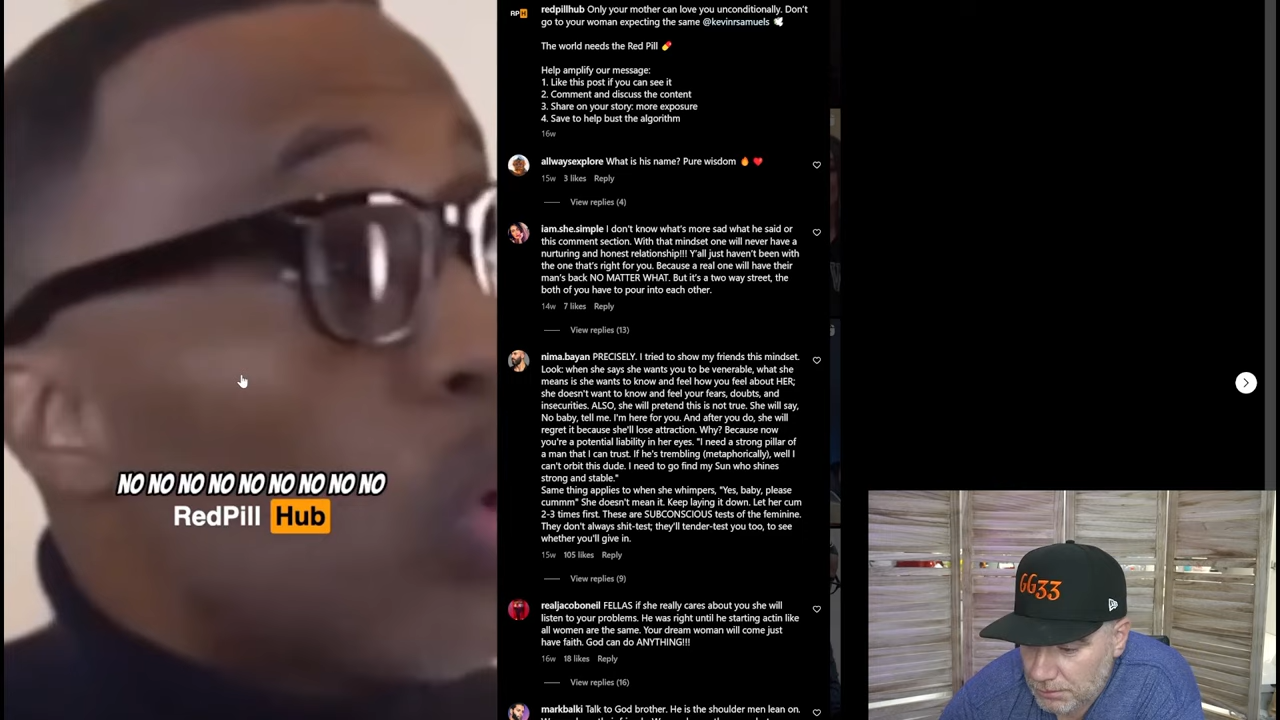 NO NO NO NO NO NO NO NO NO
RedPill Hub
RP H
redpillhub Only your mother can love you unconditionally. Don't
go to your woman expecting the same @kevinrsamuels 🕊
The world needs the Red Pill 💊
Help amplify our message:
1. Like this post if you can see it
2. Comment and discuss the content
3. Share on your story: more exposure
4. Save to help bust the algorithm
16w
allwaysexplore What is his name? Pure wisdom 🔥 ❤️
15w 3 likes Reply
View replies (4)
iam.she.simple I don't know what's more sad what he said or
this comment section. With that mindset one will never have a
nurturing and honest relationship!!! Y'all just haven't been with
the one that's right for you. Because a real one will have their
man's back NO MATTER WHAT. But it's a two way street, the
both of you have to pour into each other.
14w 7 likes Reply
View replies (13)
nima.bayan PRECISELY. I tried to show my friends this mindset.
Look: when she says she wants you to be venerable, what she
means is she wants to know and feel how you feel about HER;
she doesn't want to know and feel your fears, doubts, and
insecurities. ALSO, she will pretend this is not true. She will say,
No baby, tell me. I'm here for you. And after you do, she will
regret it because she'll lose attraction. Why? Because now
you're a potential liability in her eyes. "I need a strong pillar of
a man that I can trust. If he's trembling (metaphorically), well I
can't orbit this dude. I need to go find my Sun who shines
strong and stable."
Same thing applies to when she whimpers, "Yes, baby, please
cummm" She doesn't mean it. Keep laying it down. Let her cum
2-3 times first. These are SUBCONSCIOUS tests of the feminine.
They don't always shit-test; they'll tender-test you too, to see
whether you'll give in.
15w 105 likes Reply
View replies (9)
realjacoboneil FELLAS if she really cares about you she will
listen to your problems. He was right until he starting actin like
all women are the same. Your dream woman will come just
have faith. God can do ANYTHING!!!
16w 18 likes Reply
View replies (16)
markbalki Talk to God brother. He is the shoulder men lean on.
GG33